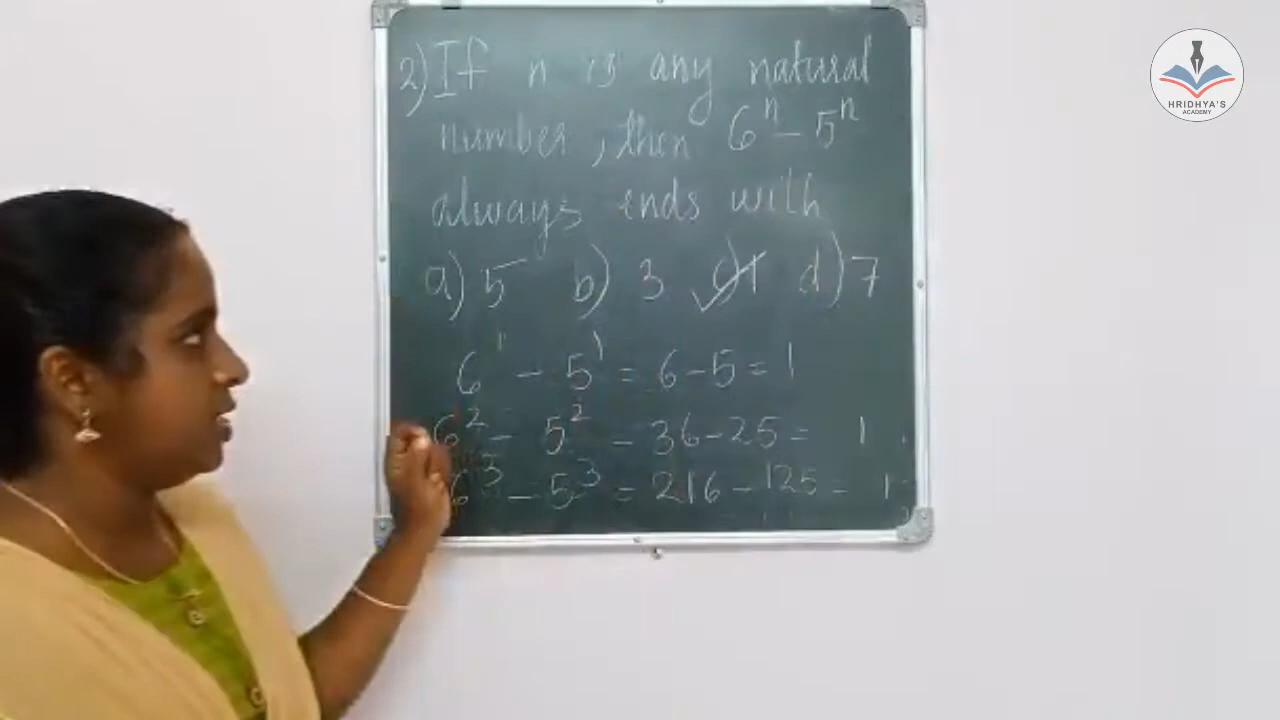 2) If n is any natural
number, then 6ⁿ - 5ⁿ
always ends with
a) 5 b) 3 c) 1 d) 7
6¹ - 5¹ = 6 - 5 = 1
6² - 5² - 36 - 25 = 1
6³ - 5³ = 216 - 125 - 1
HRIDHYA'S
ACADEMY